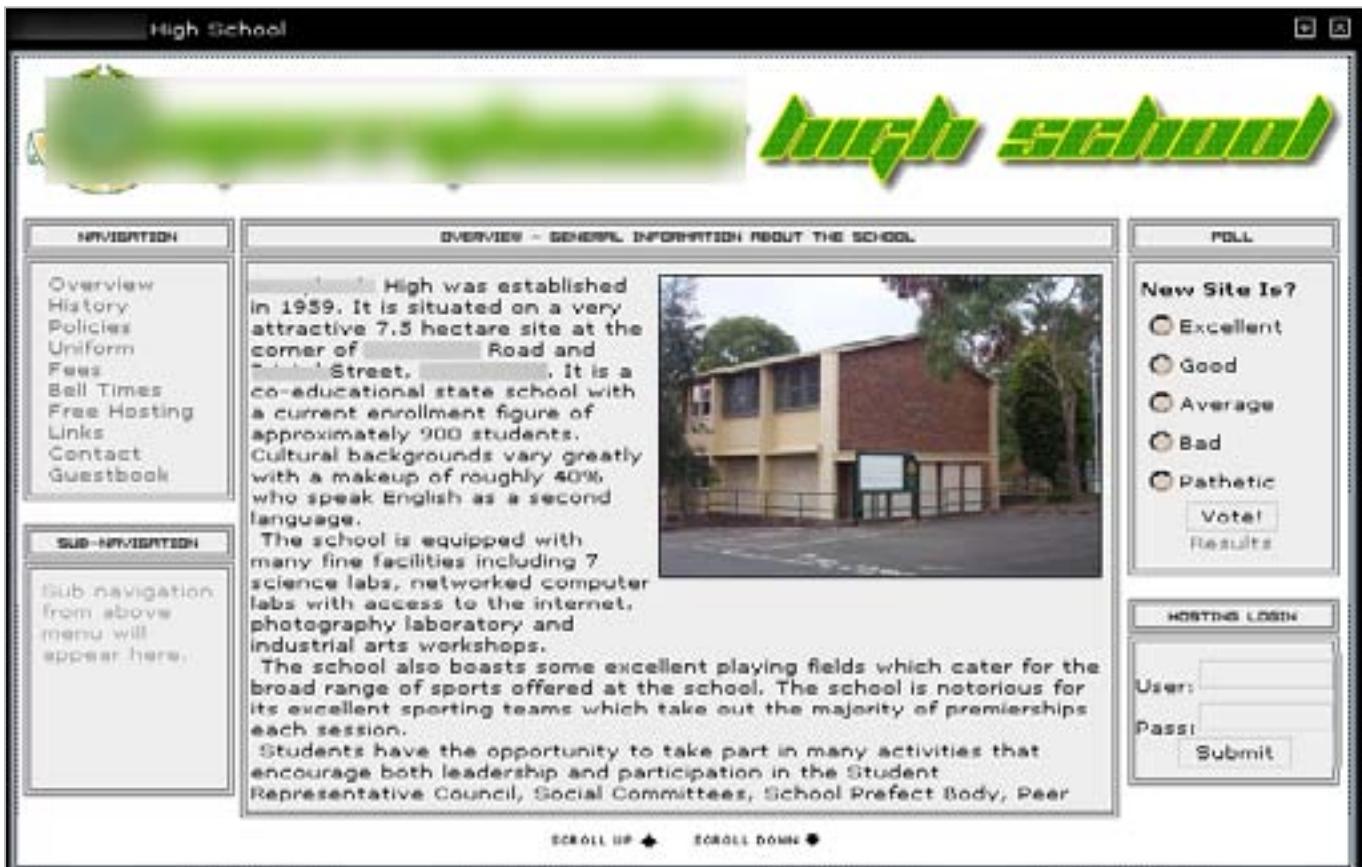 High School
high school
NAVIGATION
Overview
History
Policies
Uniform
Fees
Bell Times
Free Hosting
Links
Contact
Guestbook
SUB-NAVIGATION
Sub navigation
from above
menu will
appear here.
OVERVIEW - GENERAL INFORMATION ABOUT THE SCHOOL
High was established
in 1959. It is situated on a very
attractive 7.5 hectare site at the
corner of Road and
Street, . It is a
co-educational state school with
a current enrollment figure of
approximately 900 students.
Cultural backgrounds vary greatly
with a makeup of roughly 40%
who speak English as a second
language.
The school is equipped with
many fine facilities including 7
science labs, networked computer
labs with access to the internet,
photography laboratory and
industrial arts workshops.
The school also boasts some excellent playing fields which cater for the
broad range of sports offered at the school. The school is notorious for
its excellent sporting teams which take out the majority of premierships
each session.
Students have the opportunity to take part in many activities that
encourage both leadership and participation in the Student
Representative Council, Social Committees, School Prefect Body, Peer
SCROLL UP SCROLL DOWN
POLL
New Site Is?
Excellent
Good
Average
Bad
Pathetic
Vote!
Results
HOSTING LOGIN
User:
Pass:
Submit